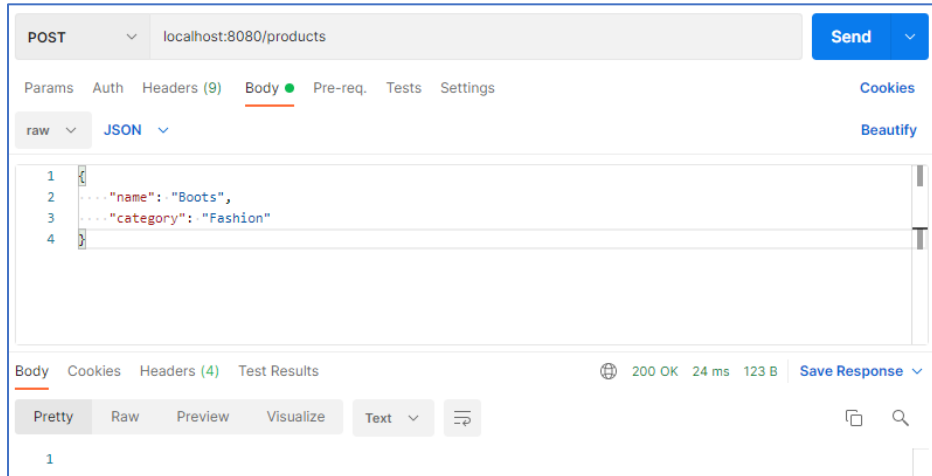 POST localhost:8080/products Send
Params Auth Headers (9) Body Pre-req. Tests Settings Cookies
raw JSON Beautify
1 {
2 ····"name":·"Boots",
3 ····"category":·"Fashion"
4 }
Body Cookies Headers (4) Test Results 200 OK 24 ms 123 B Save Response
Pretty Raw Preview Visualize Text
1